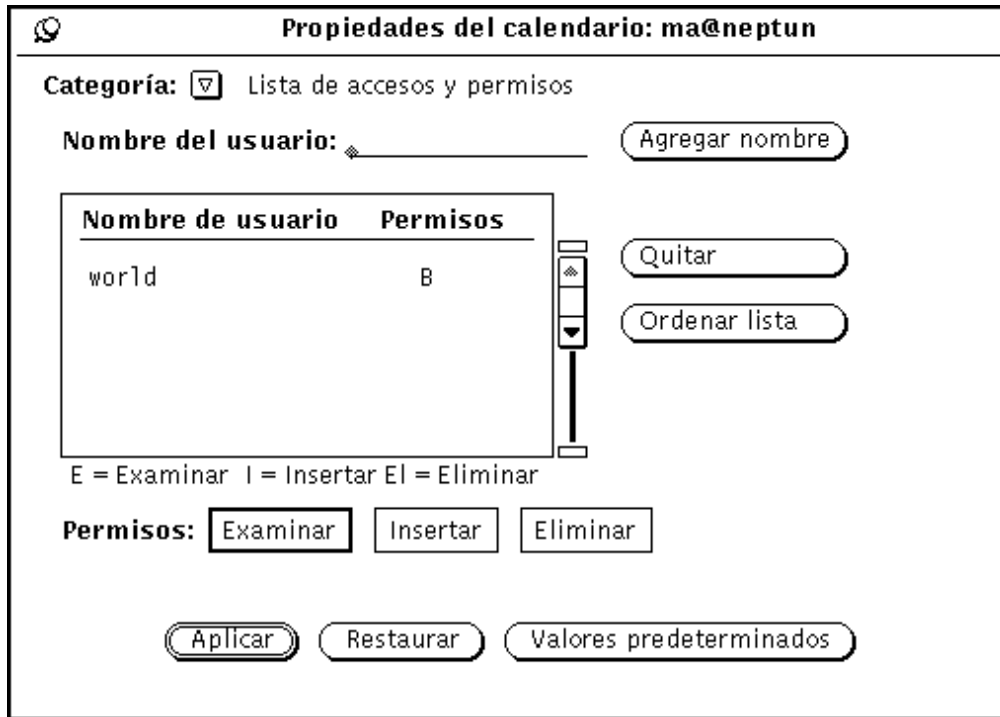 Propiedades del calendario: ma@neptun
Categoría: Lista de accesos y permisos
Nombre del usuario: Agregar nombre
Nombre de usuario Permisos
world B
Quitar
Ordenar lista
E = Examinar I = Insertar El = Eliminar
Permisos: Examinar Insertar Eliminar
Aplicar Restaurar Valores predeterminados